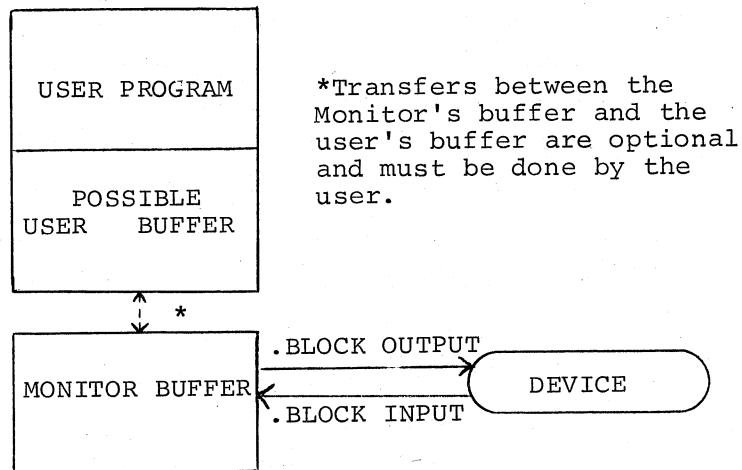 USER PROGRAM
*Transfers between the
Monitor's buffer and the
user's buffer are optional
and must be done by the
user.
POSSIBLE
USER BUFFER
*
.BLOCK OUTPUT
MONITOR BUFFER
DEVICE
.BLOCK INPUT